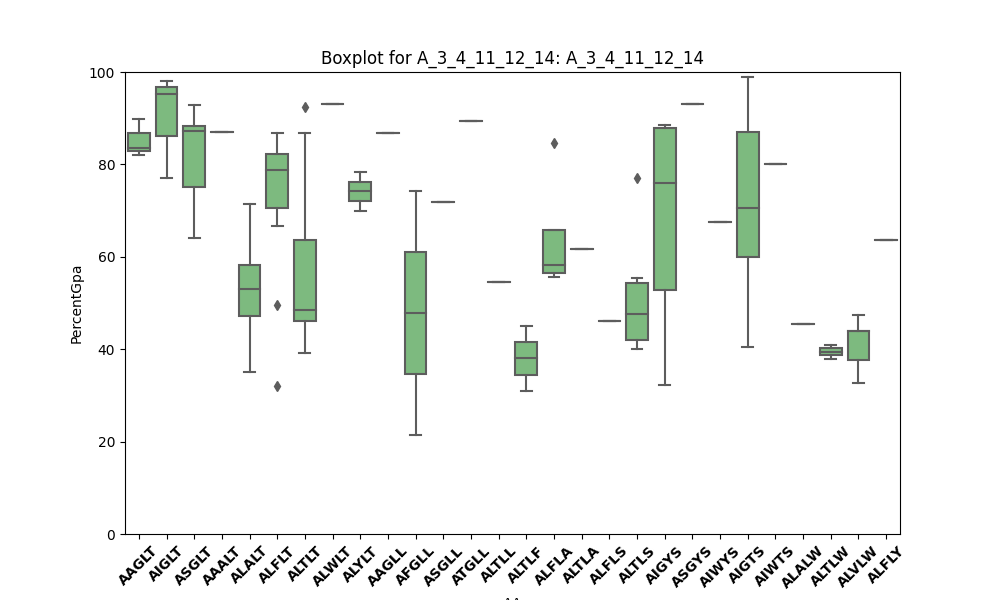 Boxplot for A_3_4_11_12_14: A_3_4_11_12_14
PercentGpa
100
80
60
40
20
0
AAGLT AIGLT ASGLT AAALT ALALT ALFLT ALTLT ALWLT ALYLT AAGLL AFGLL ASGLL ATGLL ALTLL ALTLF ALFLA ALTLA ALFLS ALTLS AIGYS ASGYS AIWYS AIGTS AIWTS ALALW ALTLW ALVLW ALFLY